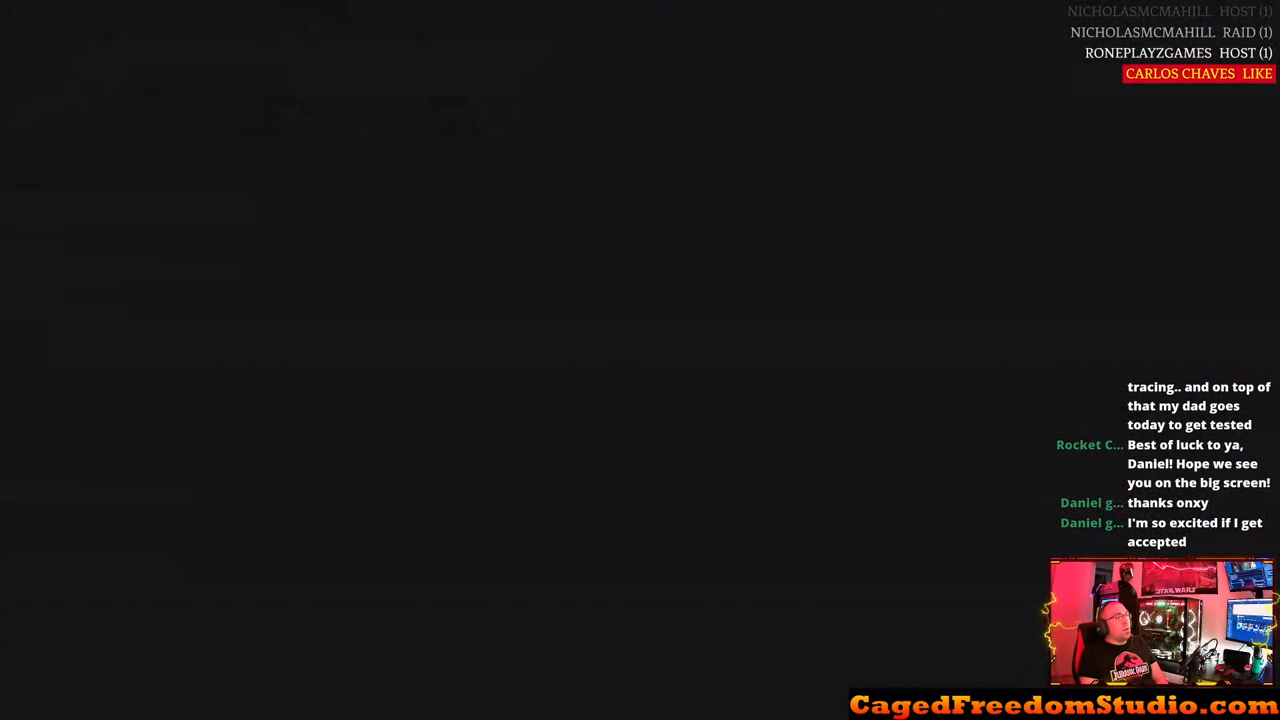 NICHOLASMCMAHILL HOST (1)
NICHOLASMCMAHILL RAID (1)
RONEPLAYZGAMES HOST (1)
CARLOS CHAVES LIKE
tracing.. and on top of
that my dad goes
today to get tested
Rocket C... Best of luck to ya,
Daniel! Hope we see
you on the big screen!
Daniel g... thanks onxy
Daniel g... I'm so excited if I get
accepted
STAR WARS
JURASSIC PARK
CagedFreedomStudio.com